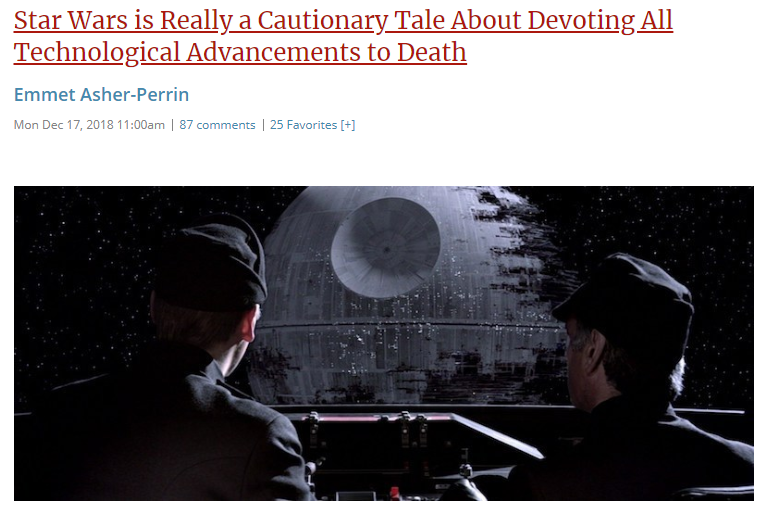 Star Wars is Really a Cautionary Tale About Devoting All
Technological Advancements to Death
Emmet Asher-Perrin
Mon Dec 17, 2018 11:00am | 87 comments | 25 Favorites [+]